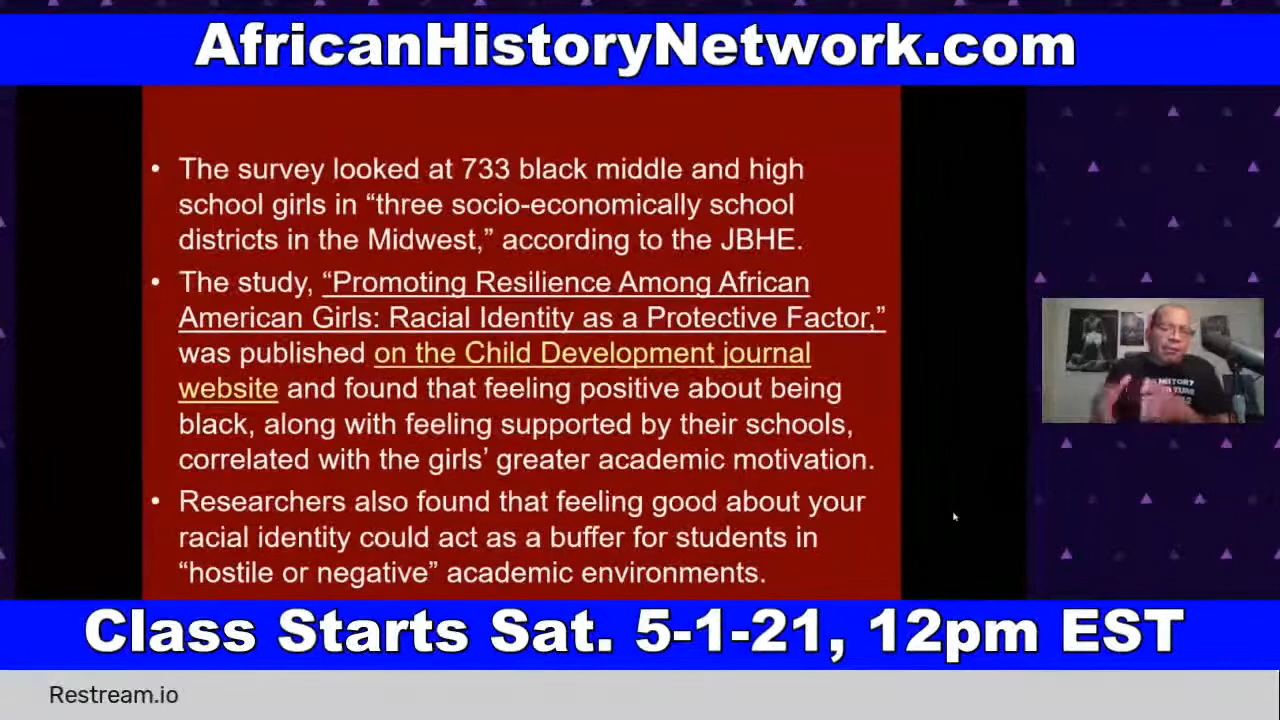 AfricanHistoryNetwork.com
• The survey looked at 733 black middle and high
school girls in “three socio-economically school
districts in the Midwest,” according to the JBHE.
• The study, “Promoting Resilience Among African
American Girls: Racial Identity as a Protective Factor,”
was published on the Child Development journal
website and found that feeling positive about being
black, along with feeling supported by their schools,
correlated with the girls’ greater academic motivation.
• Researchers also found that feeling good about your
racial identity could act as a buffer for students in
“hostile or negative” academic environments.
Class Starts Sat. 5-1-21, 12pm EST
Restream.io